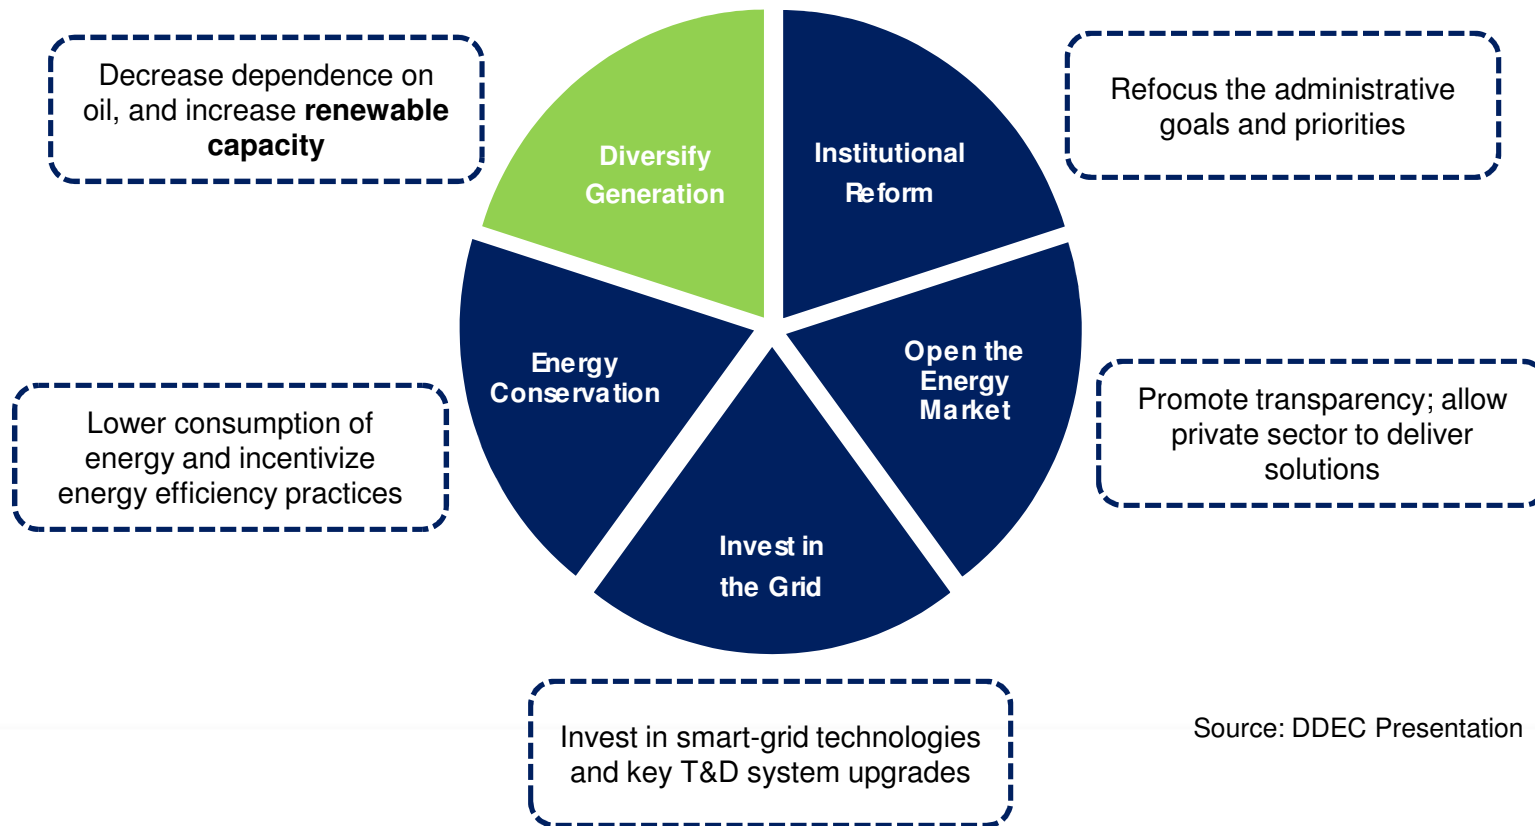 Decrease dependence on
oil, and increase renewable
capacity
Diversify
Generation
Institutional
Reform
Refocus the administrative
goals and priorities
Energy
Conservation
Open the
Energy
Market
Lower consumption of
energy and incentivize
energy efficiency practices
Promote transparency; allow
private sector to deliver
solutions
Invest in
the Grid
Invest in smart-grid technologies
and key T&D system upgrades
Source: DDEC Presentation